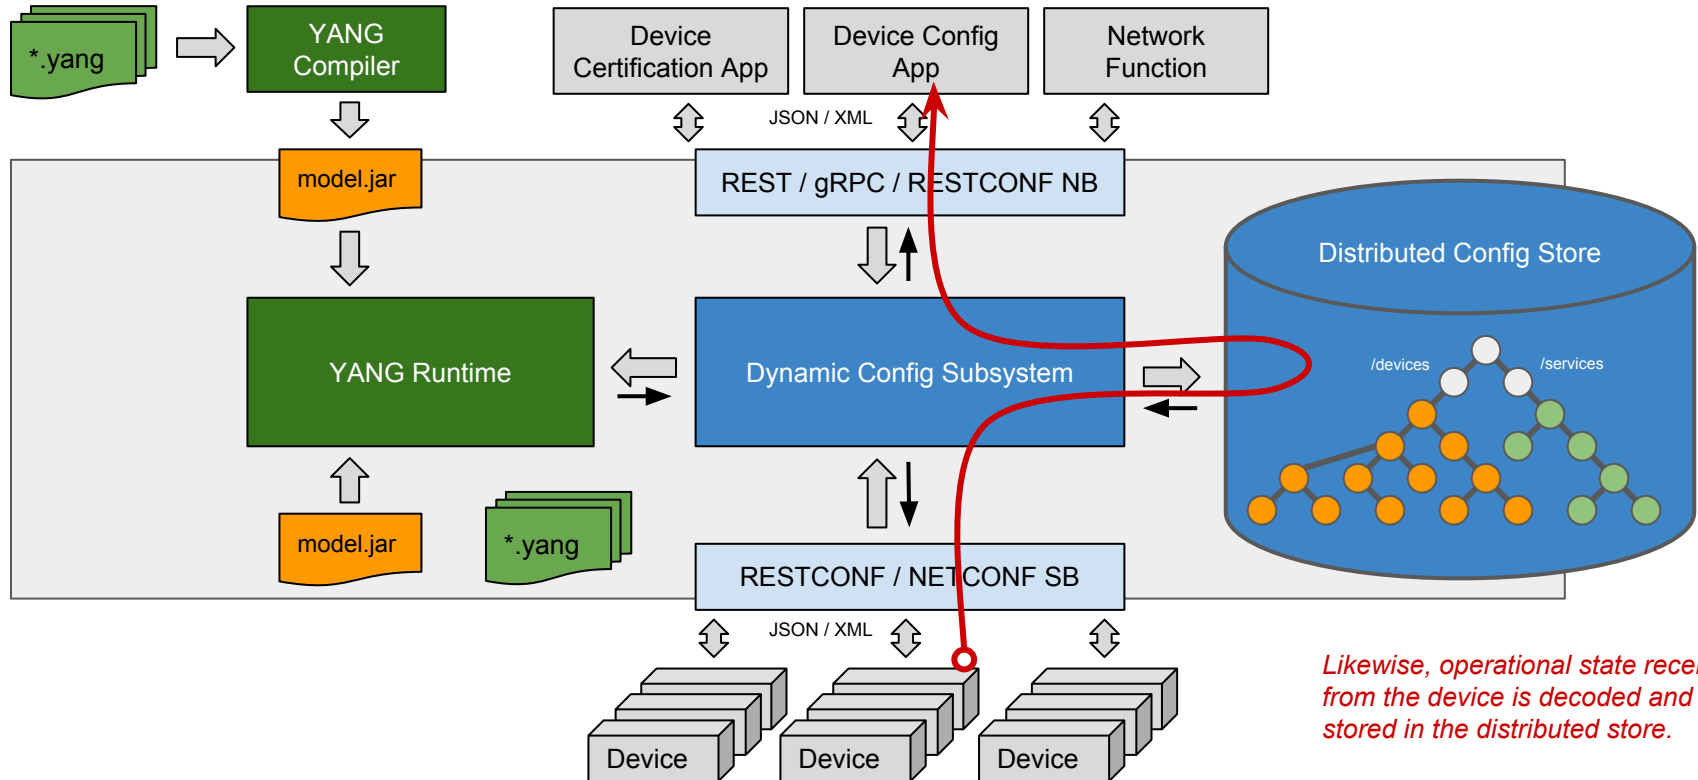 *.yang
YANG
Compiler
Device
Certification App
Device Config
App
Network
Function
JSON / XML
model.jar
REST / gRPC / RESTCONF NB
Distributed Config Store
YANG Runtime
Dynamic Config Subsystem
/devices
/services
model.jar
*.yang
RESTCONF / NETCONF SB
JSON / XML
Likewise, operational state
from the device is decoded and
stored in the distributed store.
Device
Device
Device